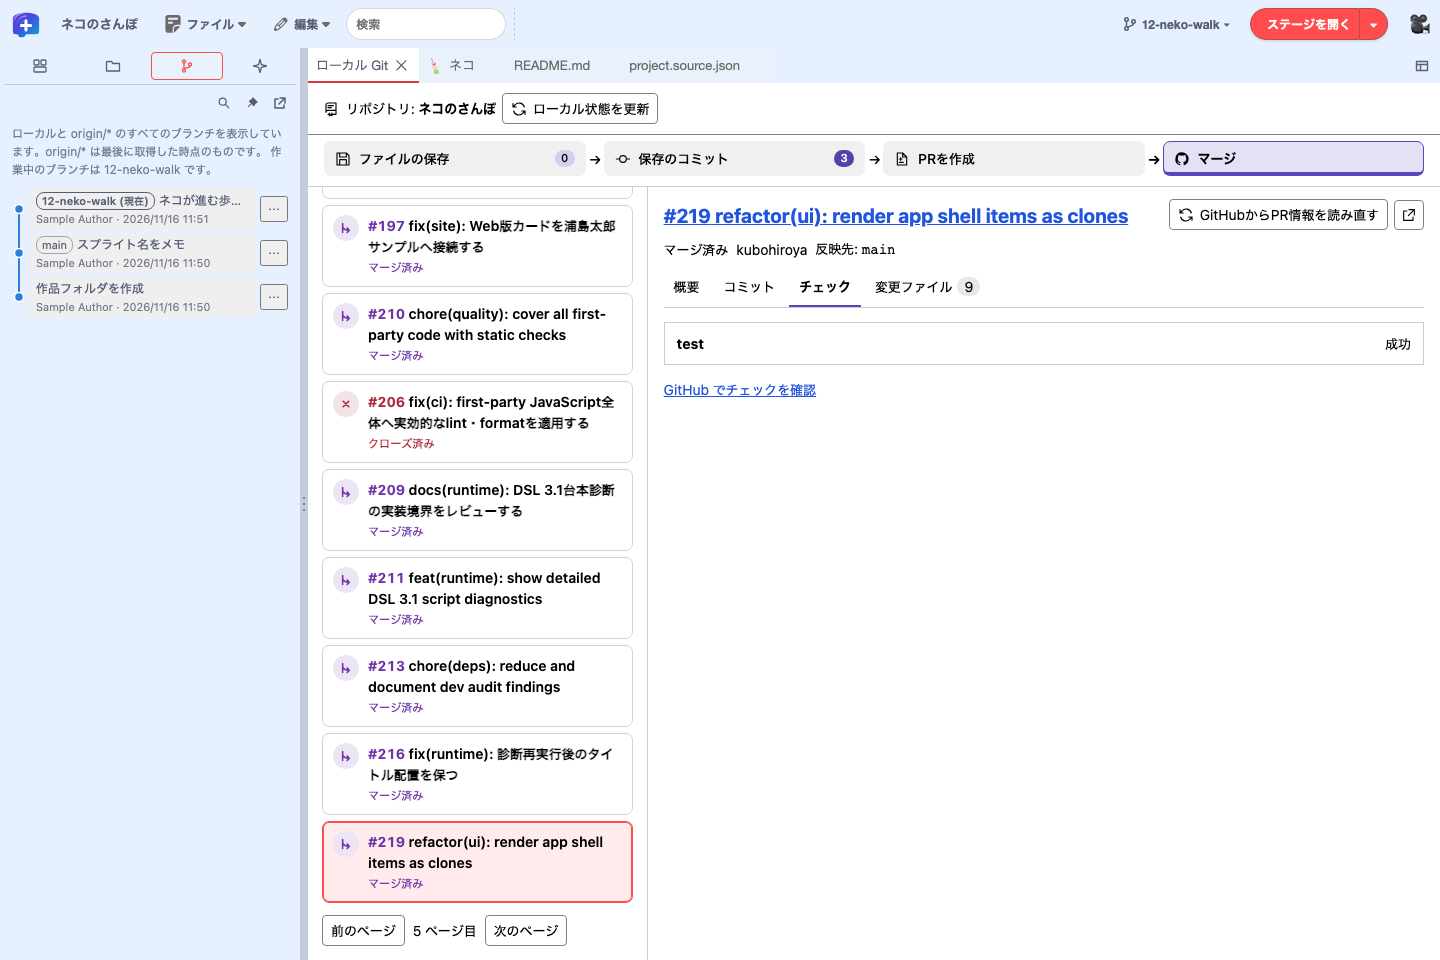 ネコのさんぽ
ファイル
編集
検索
12-neko-walk
ステージを開く
ローカル Git
ネコ
README.md
project.source.json
リポジトリ: ネコのさんぽ
ローカル状態を更新
ファイルの保存 0
保存のコミット 3
PRを作成
マージ
ローカルと origin/* のすべてのブランチを表示してい
ます。origin/* は最後に取得した時点のものです。 作
業中のブランチは 12-neko-walk です。
12-neko-walk (現在) ネコが進む歩...
Sample Author · 2026/11/16 11:51
main スプライト名をメモ
Sample Author · 2026/11/16 11:50
作品フォルダを作成
Sample Author · 2026/11/16 11:50
#197 fix(site): Web版カードを浦島太郎
サンプルへ接続する
マージ済み
#210 chore(quality): cover all first-
party code with static checks
マージ済み
#206 fix(ci): first-party JavaScript全
体へ実効的なlint・formatを適用する
クローズ済み
#209 docs(runtime): DSL 3.1台本診断
の実装境界をレビューする
マージ済み
#211 feat(runtime): show detailed
DSL 3.1 script diagnostics
マージ済み
#213 chore(deps): reduce and
document dev audit findings
マージ済み
#216 fix(runtime): 診断再実行後のタイ
トル配置を保つ
マージ済み
#219 refactor(ui): render app shell
items as clones
マージ済み
前のページ
5 ページ目
次のページ
#219 refactor(ui): render app shell items as clones
GitHubからPR情報を読み直す
マージ済み kubohiroya 反映先: main
概要
コミット
チェック
変更ファイル 9
test
成功
GitHub でチェックを確認